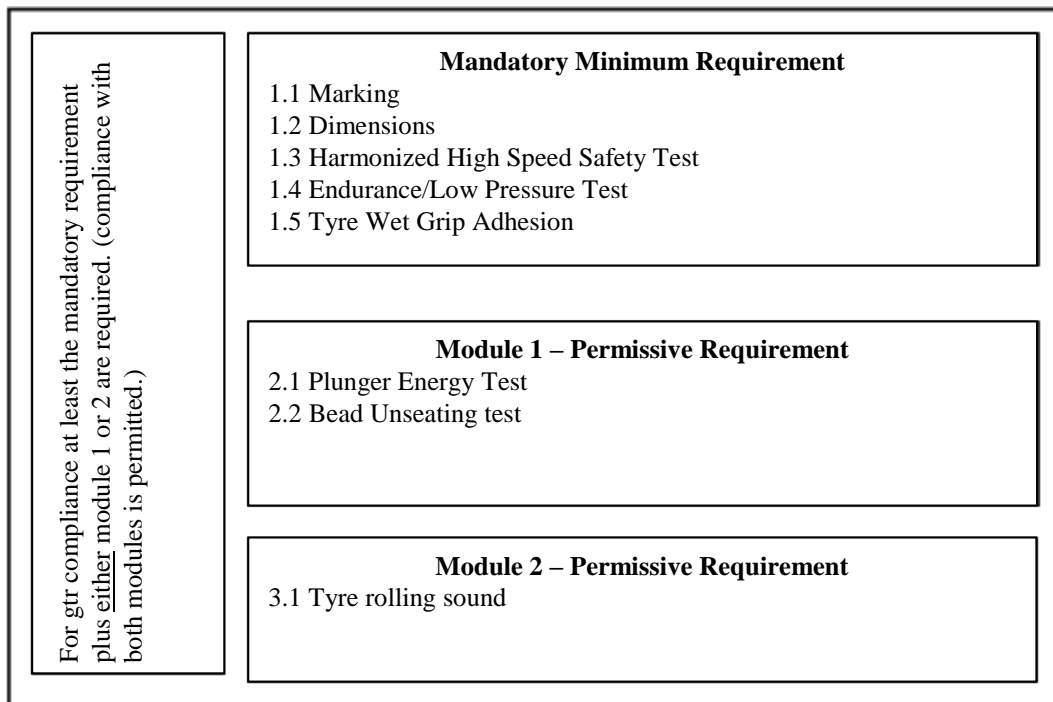 For gtr compliance at least the mandatory requirement
plus either module 1 or 2 are required. (compliance with
both modules is permitted.)
Mandatory Minimum Requirement
1.1 Marking
1.2 Dimensions
1.3 Harmonized High Speed Safety Test
1.4 Endurance/Low Pressure Test
1.5 Tyre Wet Grip Adhesion
Module 1 – Permissive Requirement
2.1 Plunger Energy Test
2.2 Bead Unseating test
Module 2 – Permissive Requirement
3.1 Tyre rolling sound